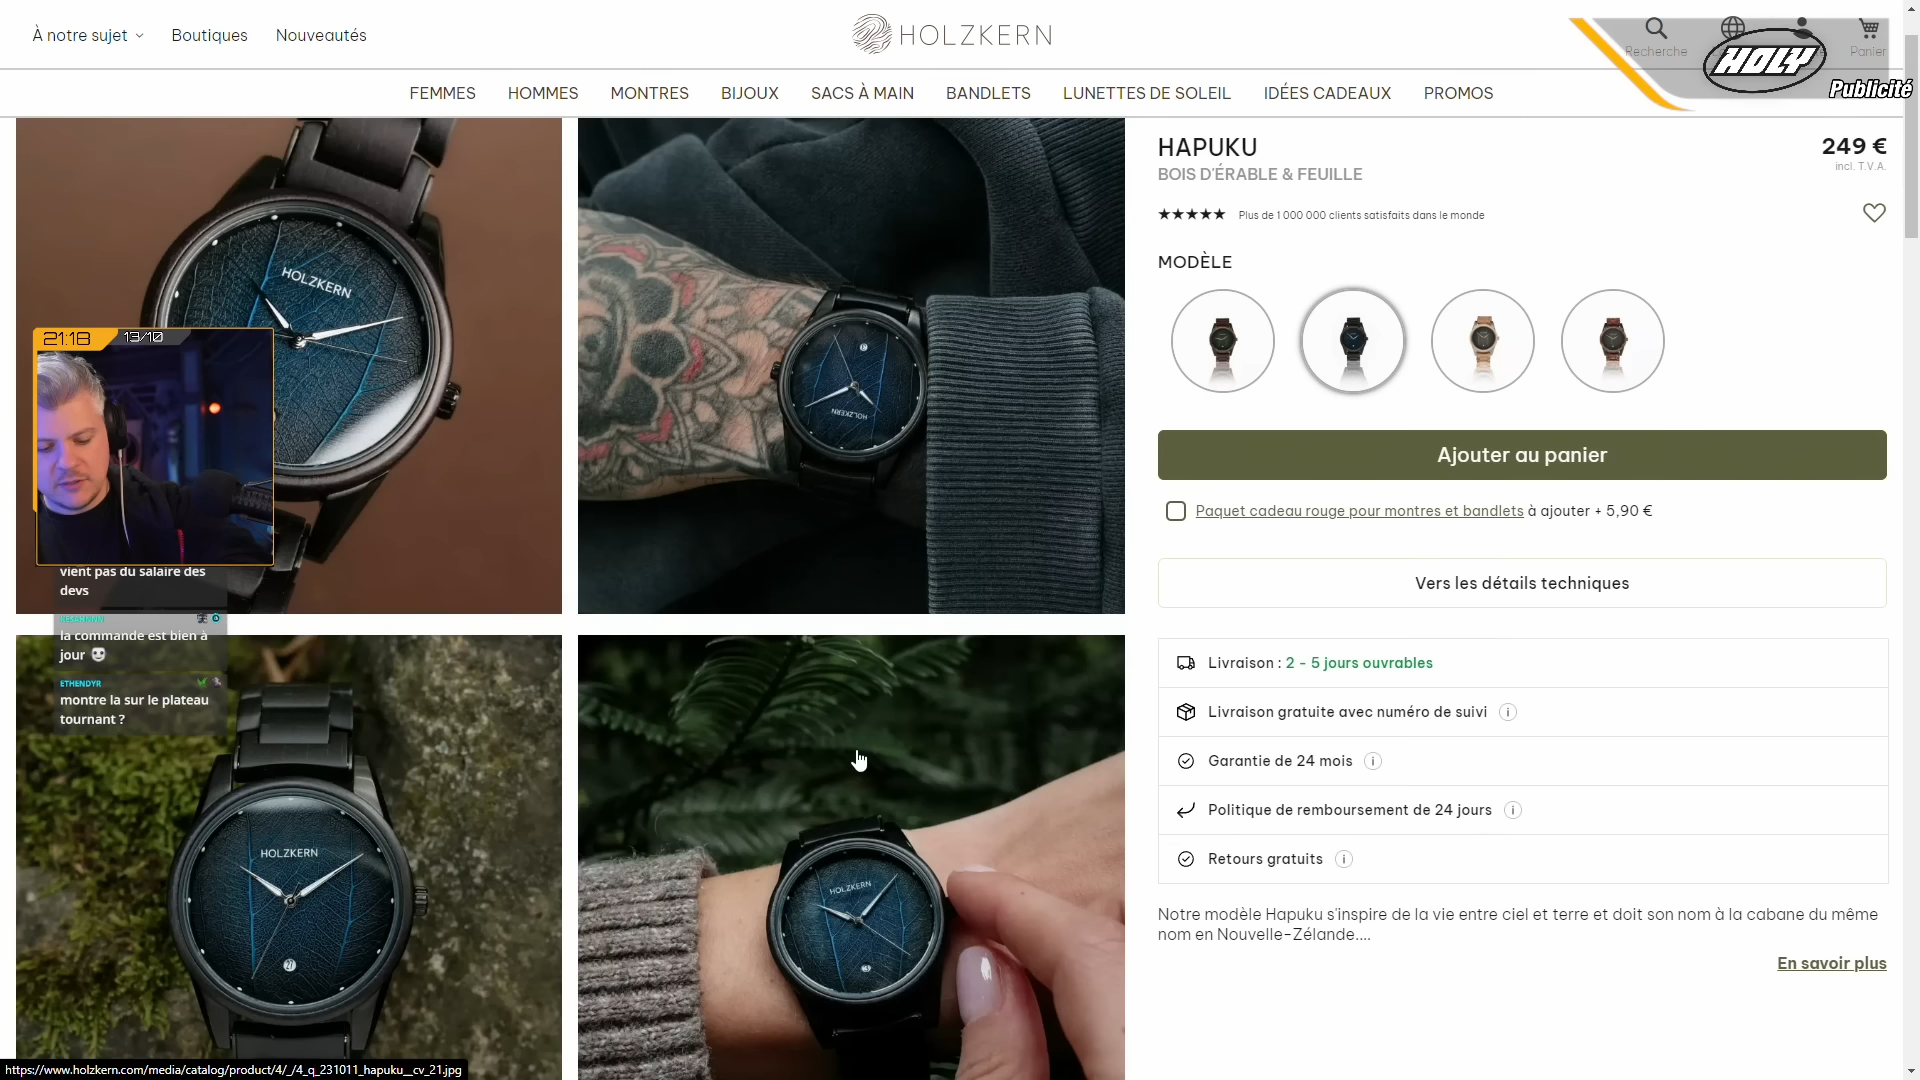 À notre sujet
Boutiques
Nouveautés
HOLZKERN
Recherche
Panier
HOLY
Publicité
FEMMES
HOMMES
MONTRES
BIJOUX
SACS À MAIN
BANDLETS
LUNETTES DE SOLEIL
IDÉES CADEAUX
PROMOS
HOLZKERN
HOLZKERN
21:18
13/10
vient pas du salaire des
devs
la commande est bien à
jour
ETHENDYR
montre la sur le plateau
tournant ?
HOLZKERN
21
HOLZKERN
HAPUKU
249 €
incl. T.V.A.
BOIS D'ÉRABLE & FEUILLE
Plus de 1 000 000 clients satisfaits dans le monde
MODÈLE
Ajouter au panier
Paquet cadeau rouge pour montres et bandlets à ajouter + 5,90 €
Vers les détails techniques
Livraison : 2 - 5 jours ouvrables
Livraison gratuite avec numéro de suivi
Garantie de 24 mois
Politique de remboursement de 24 jours
Retours gratuits
Notre modèle Hapuku s'inspire de la vie entre ciel et terre et doit son nom à la cabane du même
nom en Nouvelle-Zélande....
En savoir plus
https://www.holzkern.com/media/catalog/product/4/_/4_q_231011_hapuku__cv_21.jpg